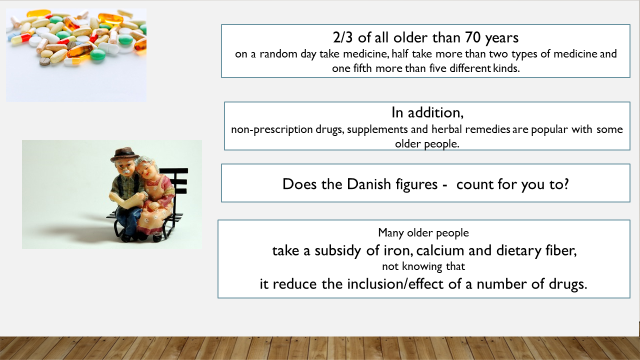 2/3 of all older than 70 years
on a random day take medicine, half take more than two types of medicine and
one fifth more than five different kinds.
In addition,
non-prescription drugs, supplements and herbal remedies are popular with some
older people.
Does the Danish figures - count for you to?
Many older people
take a subsidy of iron, calcium and dietary fiber,
not knowing that
it reduce the inclusion/effect of a number of drugs.